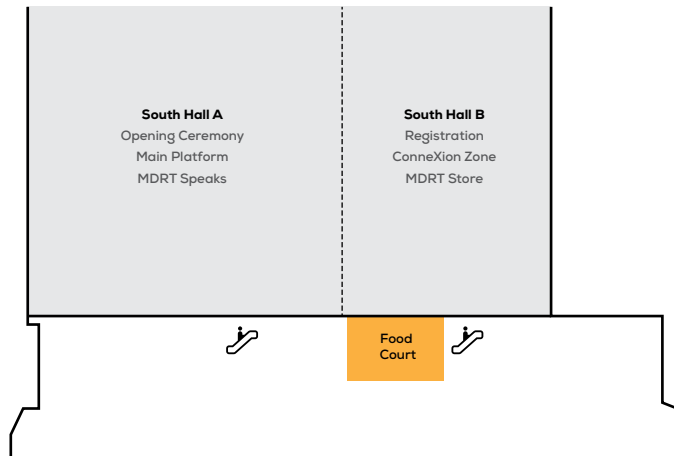 South Hall A
Opening Ceremony
Main Platform
MDRT Speaks
South Hall B
Registration
ConneXion Zone
MDRT Store
Food
Court